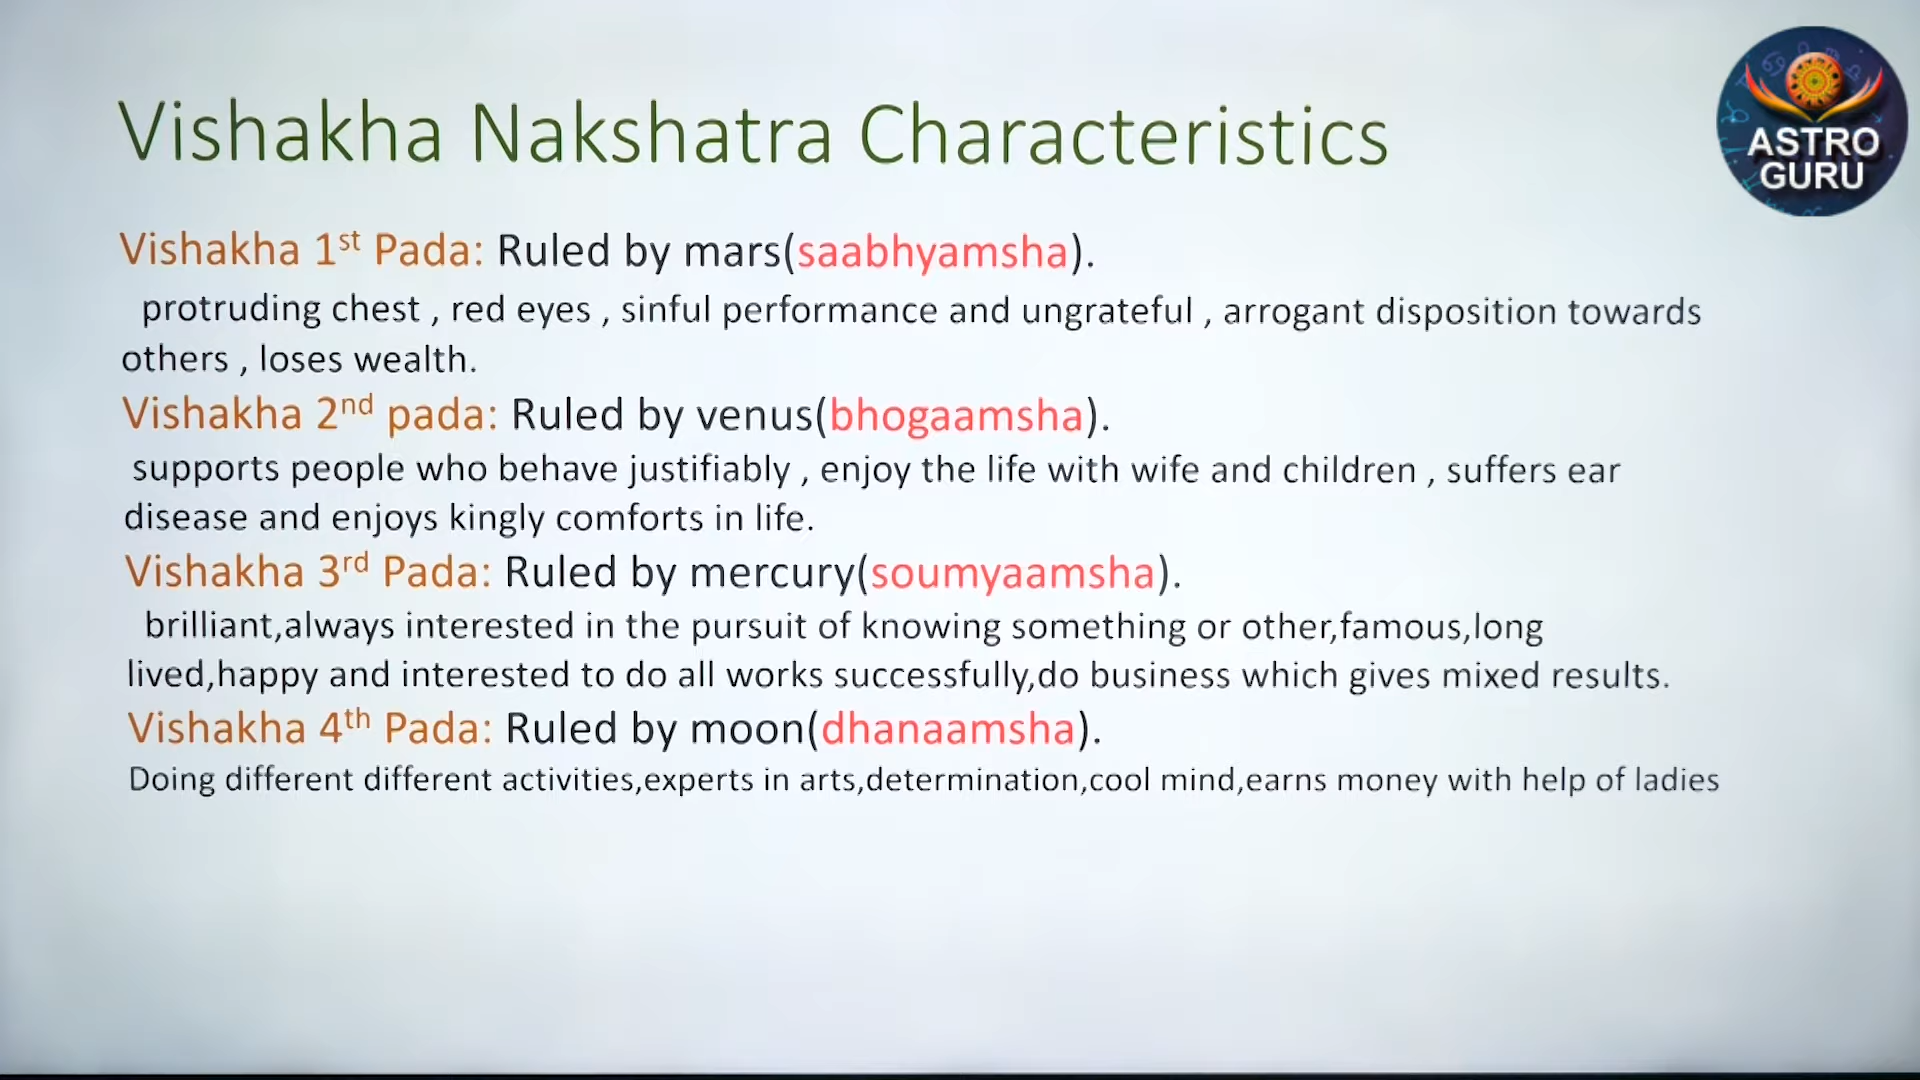 Vishakha Nakshatra Characteristics
ASTRO
GURU
Vishakha 1st Pada: Ruled by mars(saabhyamsha).
protruding chest , red eyes , sinful performance and ungrateful , arrogant disposition towards
others , loses wealth.
Vishakha 2nd pada: Ruled by venus(bhogaamsha).
supports people who behave justifiably , enjoy the life with wife and children , suffers ear
disease and enjoys kingly comforts in life.
Vishakha 3rd Pada: Ruled by mercury(soumyaamsha).
brilliant,always interested in the pursuit of knowing something or other,famous,long
lived,happy and interested to do all works successfully,do business which gives mixed results.
Vishakha 4th Pada: Ruled by moon(dhanaamsha).
Doing different different activities,experts in arts,determination,cool mind,earns money with help of ladies